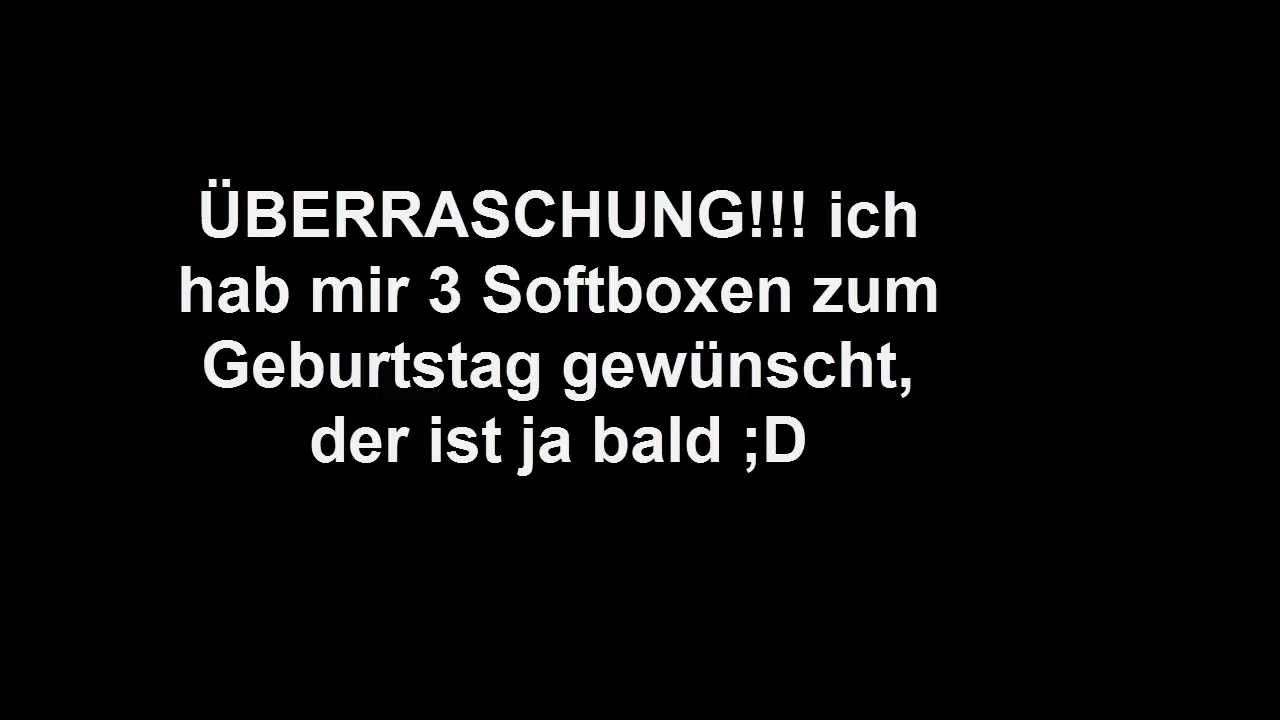 ÜBERRASCHUNG!!! ich
hab mir 3 Softboxen zum
Geburtstag gewünscht,
der ist ja bald ;D